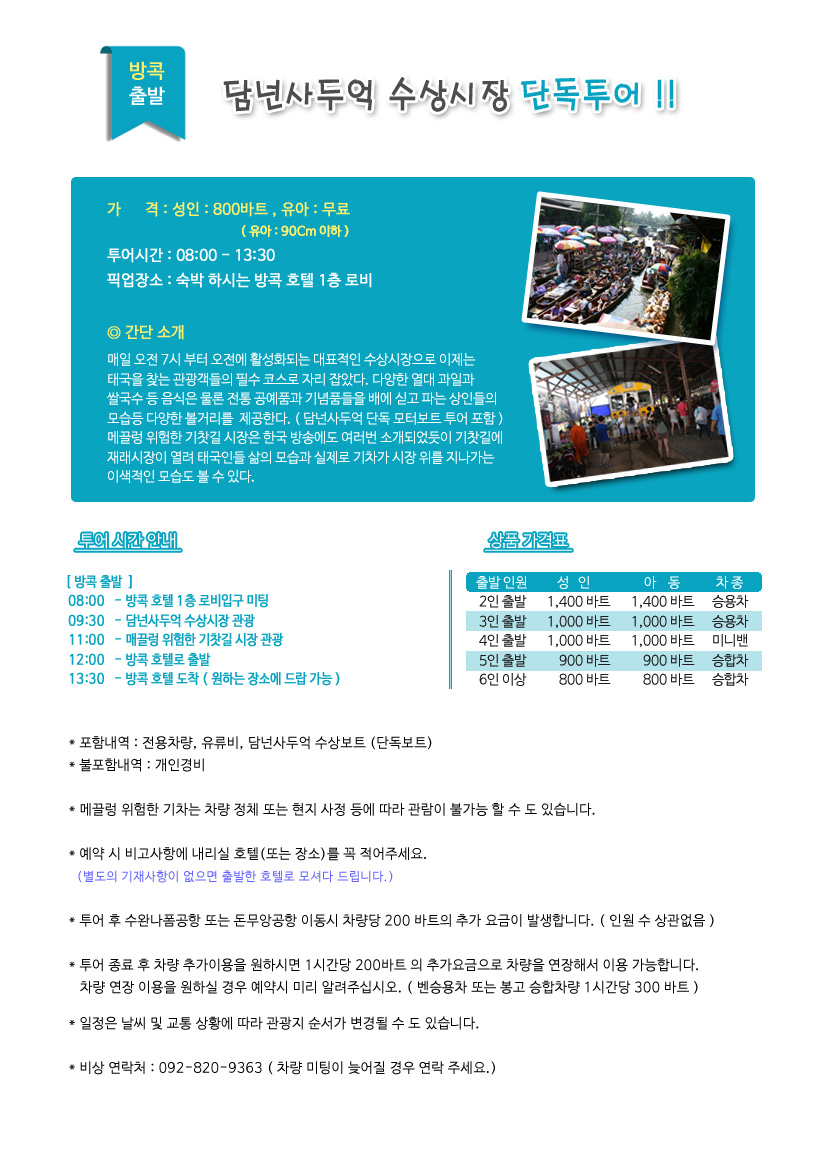 방콕
출발
담넌사두억 수상시장 단독투어 !!
가 격 : 성인 : 800바트 , 유아 : 무료
( 유아 : 90Cm 이하 )
투어시간 : 08:00 - 13:30
픽업장소 : 숙박 하시는 방콕 호텔 1층 로비
◎ 간단 소개
매일 오전 7시 부터 오전에 활성화되는 대표적인 수상시장으로 이제는
태국을 찾는 관광객들의 필수 코스로 자리 잡았다. 다양한 열대 과일과
쌀국수 등 음식은 물론 전통 공예품과 기념품들을 배에 싣고 파는 상인들의
모습등 다양한 볼거리를 제공한다. ( 담넌사두억 단독 모터보트 투어 포함 )
메끌렁 위험한 기찻길 시장은 한국 방송에도 여러번 소개되었듯이 기찻길에
재래시장이 열려 태국인들 삶의 모습과 실제로 기차가 시장 위틀 지나가는
이색적인 모습도 볼 수 있다.
투어 시간 안내
[ 방콕 출발 ]
08:00 - 방콕 호텔 1층 로비입구 미팅
09:30 - 담넌사두억 수상시장 관광
11:00 - 매끌렁 위험한 기찻길 시장 관광
12:00 - 방콕 호텔로 출발
13:30 - 방콕 호텔 도착 ( 원하는 장소에 드랍 가능 )
상품 가격표
출발 인원 성 인 아 동 차 종
2인 출발 1,400 바트 1,400 바트 승용차
3인 출발 1,000 바트 1,000 바트 승용차
4인 출발 1,000 바트 1,000 바트 미니밴
5인 출발 900 바트 900 바트 승합차
6인 이상 800 바트 800 바트 승합차
* 포함내역 : 전용차량, 유류비, 담넌사두억 수상보트 (단독보트)
* 불포함내역 : 개인경비
* 메끌렁 위험한 기차는 차량 정체 또는 현지 사정 등에 따라 관람이 불가능 할 수 도 있습니다.
* 예약 시 비고사항에 내리실 호텔(또는 장소)를 꼭 적어주세요.
(별도의 기재사항이 없으면 출발한 호텔로 모셔다 드립니다.)
* 투어 후 수완나폼공항 또는 돈무앙공항 이동시 차량당 200 바트의 추가 요금이 발생합니다. ( 인원 수 상관없음 )
* 투어 종료 후 차량 추가이용을 원하시면 1시간당 200바트 의 추가요금으로 차량을 연장해서 이용 가능합니다.
차량 연장 이용을 원하실 경우 예약시 미리 알려주십시오. ( 벤승용차 또는 봉고 승합차량 1시간당 300 바트 )
* 일정은 날씨 및 교통 상황에 따라 관광지 순서가 변경될 수 도 있습니다.
* 비상 연락처 : 092-820-9363 ( 차량 미팅이 늦어질 경우 연락 주세요.)